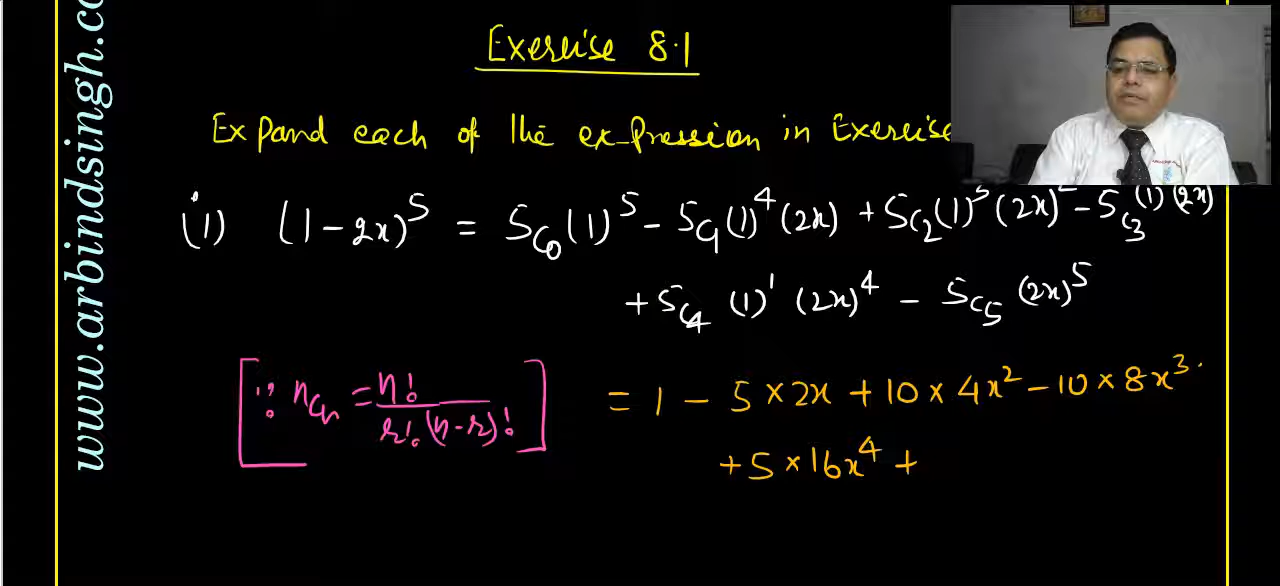 www.arbindsingh.co
Exercise 8.1
Expand each of the expression in Exercise
(1) (1-2x)^5 = 5C0 (1)^5 - 5C1 (1)^4 (2x) + 5C2 (1)^3 (2x)^2 - 5C3 (1) (2x)
+ 5C4 (1)^1 (2x)^4 - 5C5 (2x)^5
[∵ nCr = n!/r!(n-r)!] = 1 - 5 × 2x + 10 × 4x^2 - 10 × 8x^3
+ 5 × 16x^4 +